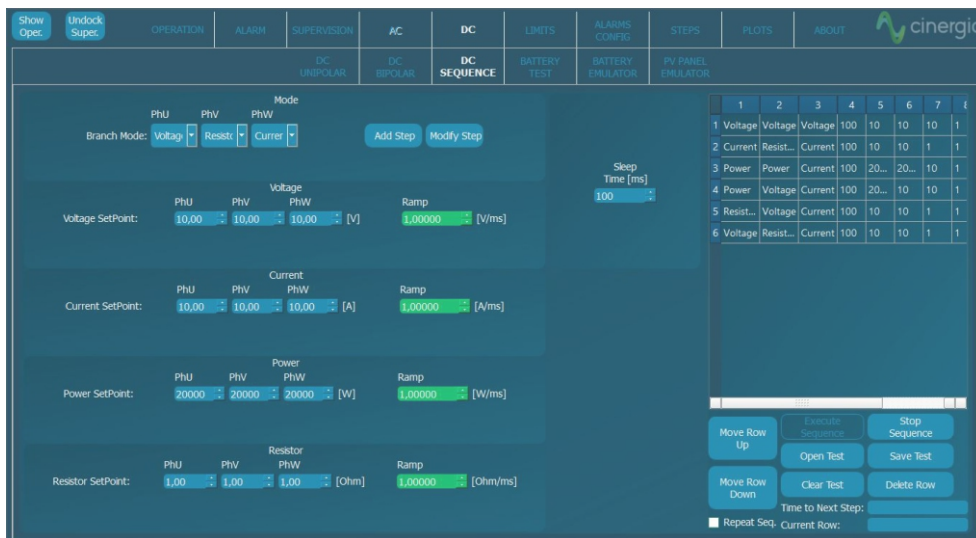 Show Oper.
Undock Super.
OPERATION
ALARM
SUPERVISION
AC
DC
LIMITS
ALARMS CONFIG
STEPS
PLOTS
ABOUT
cinergia
DC UNIPOLAR
DC BIPOLAR
DC SEQUENCE
BATTERY TEST
BATTERY EMULATOR
PV PANEL EMULATOR
Mode
PhU PhV PhW
Branch Mode: Voltag Resistc Currer
Add Step
Modify Step
Sleep
Time [ms]
100
Voltage
PhU PhV PhW Ramp
Voltage SetPoint: 10,00 10,00 10,00 [V] 1,00000 [V/ms]
Current
PhU PhV PhW Ramp
Current SetPoint: 10,00 10,00 10,00 [A] 1,00000 [A/ms]
Power
PhU PhV PhW Ramp
Power SetPoint: 20000 20000 20000 [W] 1,00000 [W/ms]
Resistor
PhU PhV PhW Ramp
Resistor SetPoint: 1,00 1,00 1,00 [Ohm] 1,00000 [Ohm/ms]
1 2 3 4 5 6 7 8
1 Voltage Voltage Voltage 100 10 10 10 1
2 Current Resist... Current 100 10 10 1 1
3 Power Power Current 100 20... 20... 10 1
4 Power Voltage Current 100 20... 10 10 1
5 Resist... Voltage Current 100 10 10 1 1
6 Voltage Resist... Current 100 10 10 1 1
Move Row Up
Execute Sequence
Stop Sequence
Open Test
Save Test
Move Row Down
Clear Test
Delete Row
Time to Next Step:
Repeat Seq.
Current Row: